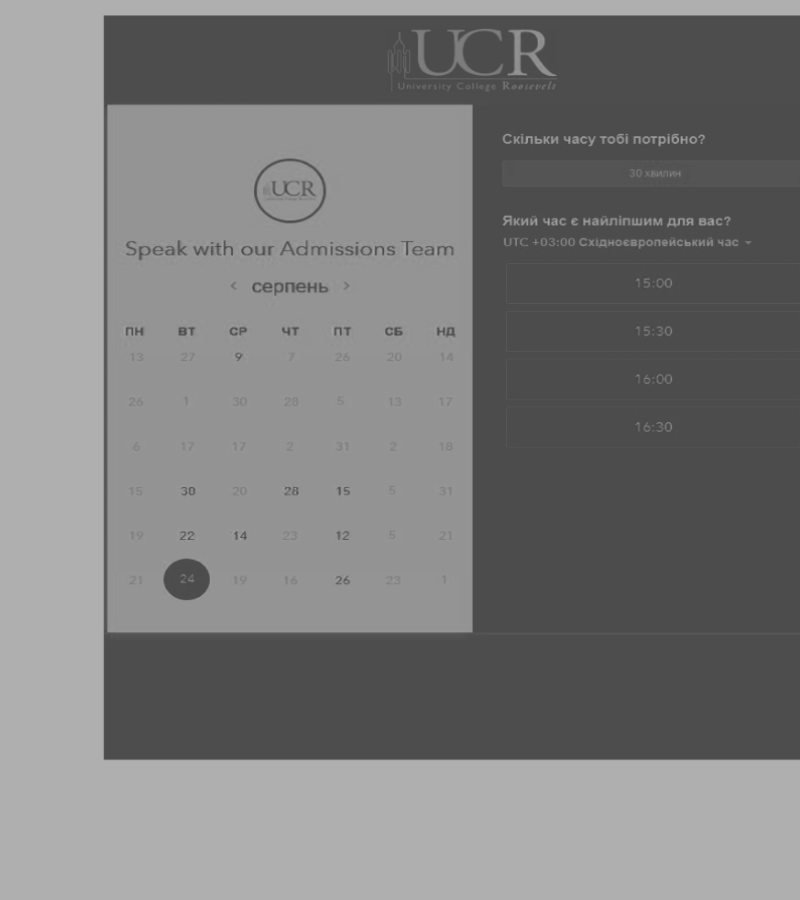 UCR
University College Roosevelt
UCR
Speak with our Admissions Team
серпень
ПН ВТ СР ЧТ ПТ СБ НД
13 27 9 7 26 20 14
26 1 30 28 5 13 17
6 17 17 2 31 2 18
15 30 20 28 15 5 31
19 22 14 23 12 5 21
21 24 19 16 26 23 1
Скільки часу тобі потрібно?
30 хвилин
Який час є найліпшим для вас?
UTC +03:00 Східноєвропейський час
15:00
15:30
16:00
16:30